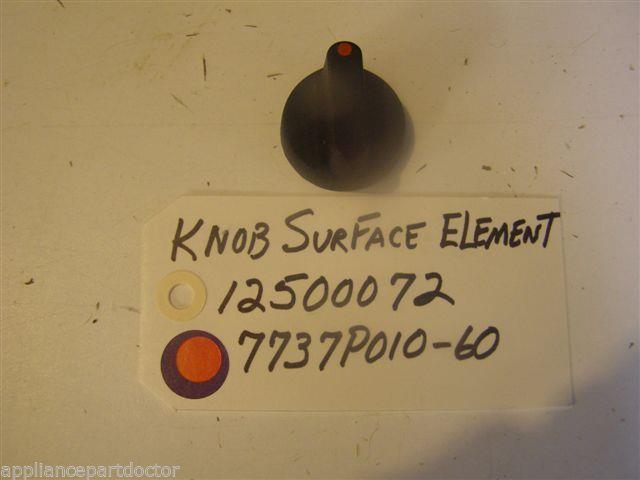 KNOB SURFACE ELEMENT
12500072
7737P010-60
appliancepartdoctor